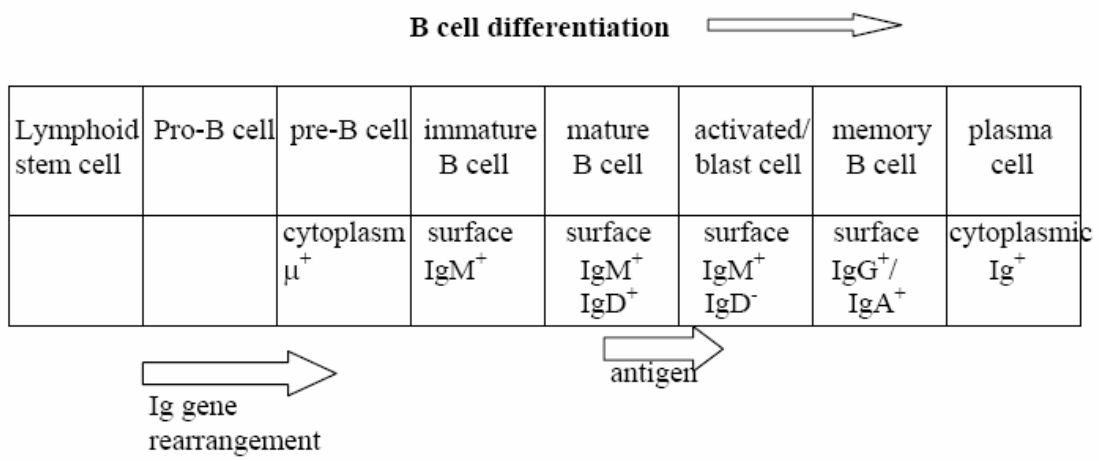 B cell differentiation
Lymphoid
stem cell
Pro-B cell
pre-B cell
immature
B cell
mature
B cell
activated/
blast cell
memory
B cell
plasma
cell
cytoplasm
μ⁺
surface
IgM⁺
surface
IgM⁺
IgD⁺
surface
IgM⁺
IgD⁻
surface
IgG⁺/
IgA⁺
cytoplasmic
Ig⁺
antigen
Ig gene
rearrangement